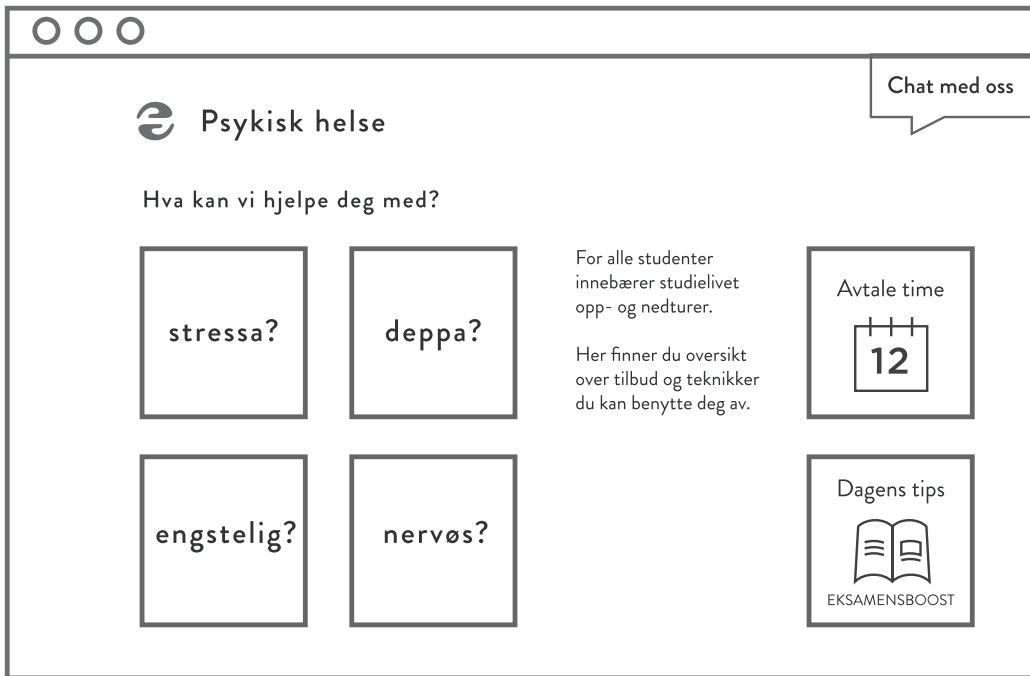 Chat med oss
Psykisk helse
Hva kan vi hjelpe deg med?
stressa?
deppa?
For alle studenter
innebærer studielivet
opp- og nedturer.
Her finner du oversikt
over tilbud og teknikker
du kan benytte deg av.
Avtale time
12
engstelig?
nervøs?
Dagens tips
EKSAMENSBOOST